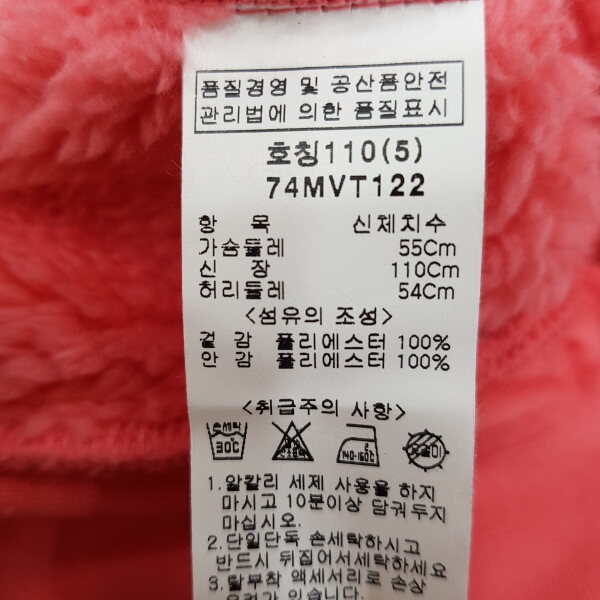 품질경영 및 공산품안전
관리법에 의한 품질표시
호칭110(5)
74MVT122
항 목 신체치수
가슴둘레 55Cm
신 장 110Cm
허리둘레 54Cm
<섬유의 조성>
겉 감 폴리에스터 100%
안 감 폴리에스터 100%
<취급주의 사항>
손세탁 30℃ 140-160℃
1.알칼리 세제 사용을 하지
마시고 10분이상 담궈두지
마십시오.
2.단일단독 손세탁하시고
반드시 뒤집어서세탁하세요
3.탈부착 액세서리로 손상